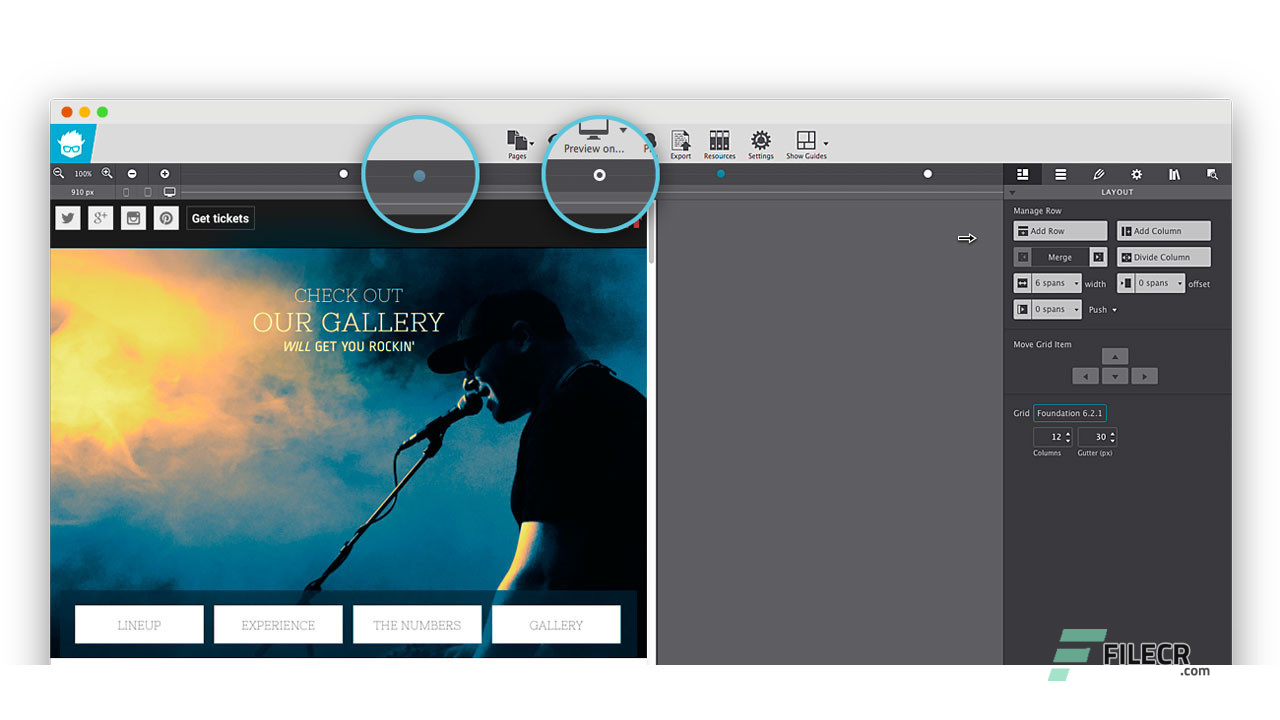 Pages
Preview on...
P
Export
Resources
Settings
Show Guides
100%
910 px
LAYOUT
Get tickets
g+
Manage Row
Add Row
Add Column
Merge
Divide Column
6 spans
width
0 spans
offset
0 spans
Push
CHECK OUT
OUR GALLERY
WILL GET YOU ROCKIN'
Move Grid Item
Grid
Foundation 6.2.1
12
30
Columns
Gutter (px)
LINEUP
EXPERIENCE
THE NUMBERS
GALLERY
FILECR
.com